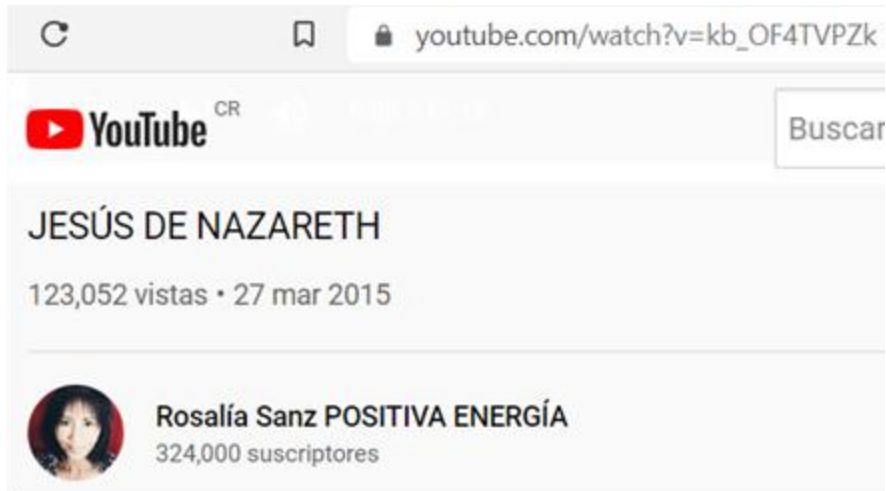 youtube.com/watch?v=kb_OF4TVPZk
YouTube CR
Buscar
JESÚS DE NAZARETH
123,052 vistas • 27 mar 2015
Rosalía Sanz POSITIVA ENERGÍA
324,000 suscriptores